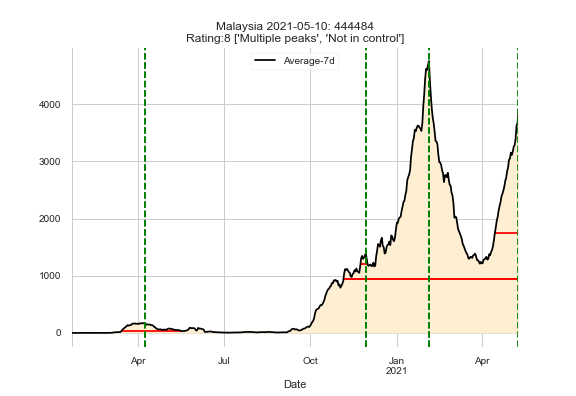 Malaysia 2021-05-10: 444484
Rating:8 ['Multiple peaks', 'Not in control']
Average-7d
4000
3000
2000
1000
0
Apr
Jul
Oct
Jan
2021
Apr
Date